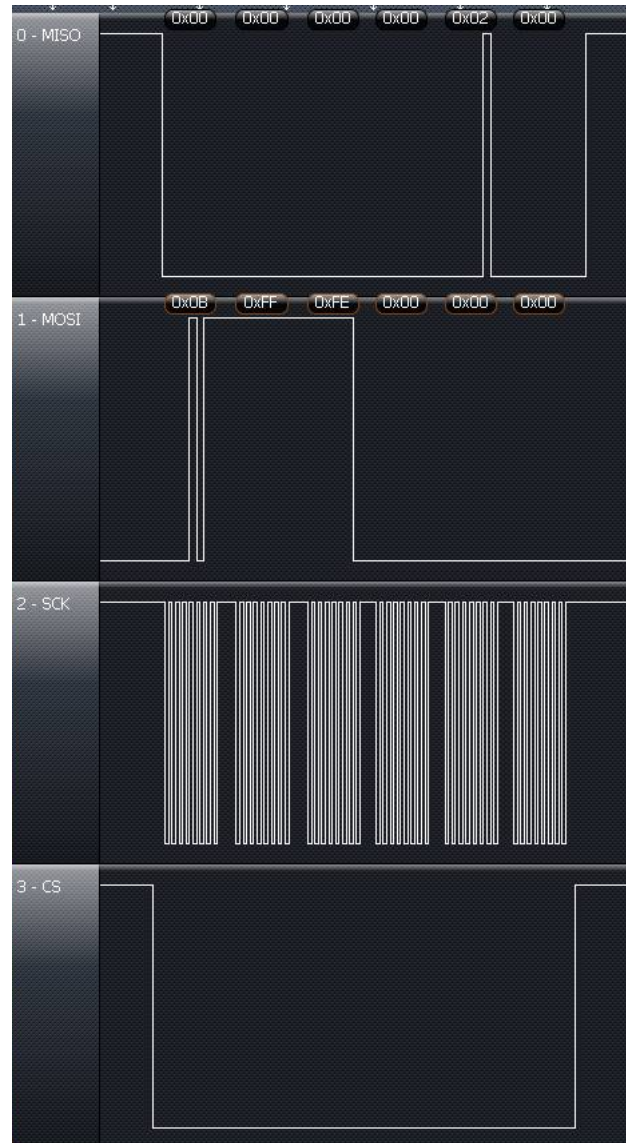 0x00 0x00 0x00 0x00 0x02 0x00
0 - MISO
0x0B 0xFF 0xFE 0x00 0x00 0x00
1 - MOSI
2 - SCK
3 - CS